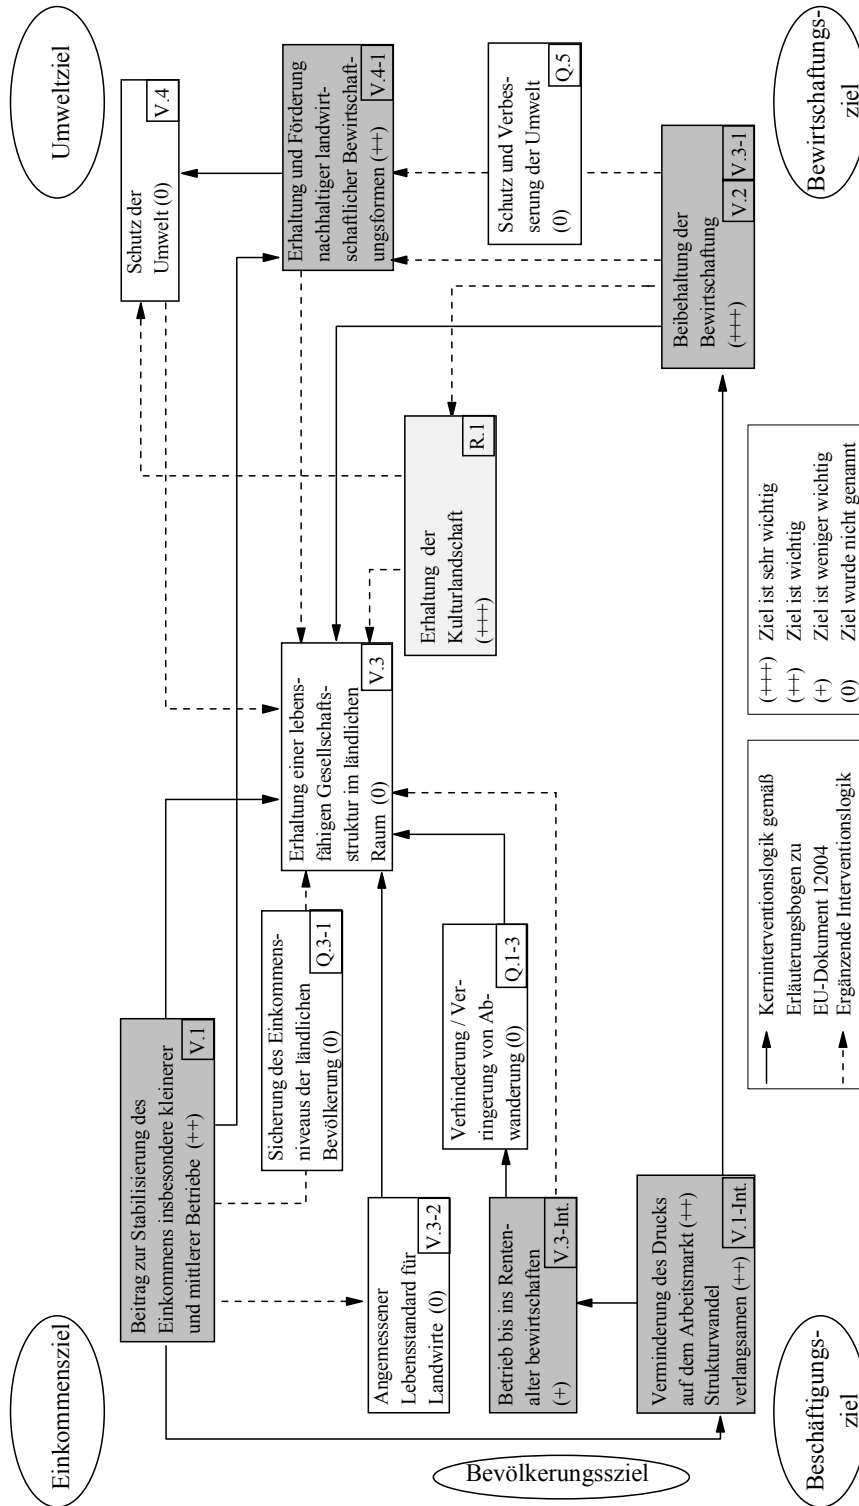 Einkommensziel
Umweltziel
Beitrag zur Stabilisierung des
Einkommens insbesondere kleinerer
und mittlerer Betriebe (++)
V.1
Schutz der
Umwelt (0)
V.4
Sicherung des Einkommens-
niveaus der ländlichen
Bevölkerung (0)
Q.3-1
Erhaltung einer lebens-
fähigen Gesellschafts-
struktur im ländlichen
Raum (0)
V.3
Erhaltung und Förderung
nachhaltiger landwirt-
schaftlicher Bewirtschaft-
ungsformen (++)
V.4-1
Angemessener
Lebensstandard für
Landwirte (0)
V.3-2
Verhinderung / Ver-
ringerung von Ab-
wanderung (0)
Q.1-3
Erhaltung der
Kulturlandschaft
(+++)
R.1
Schutz und Verbes-
serung der Umwelt
(0)
Q.5
Bevölkerungssziel
Betrieb bis ins Renten-
alter bewirtschaften
(+)
V.3-Int.
Verminderung des Drucks
auf dem Arbeitsmarkt (++)
Strukturwandel
verlangsamen (++)
V.1-Int.
Beibehaltung der
Bewirtschaftung
(+++)
V.2
V.3-1
Beschäftigungs-
ziel
Kerninterventionslogik gemäß
Erläuterungsbogen zu
EU-Dokument 12004
Ergänzende Interventionslogik
(+++) Ziel ist sehr wichtig
(++) Ziel ist wichtig
(+) Ziel ist weniger wichtig
(0) Ziel wurde nicht genannt
Bewirtschaftungs-
ziel